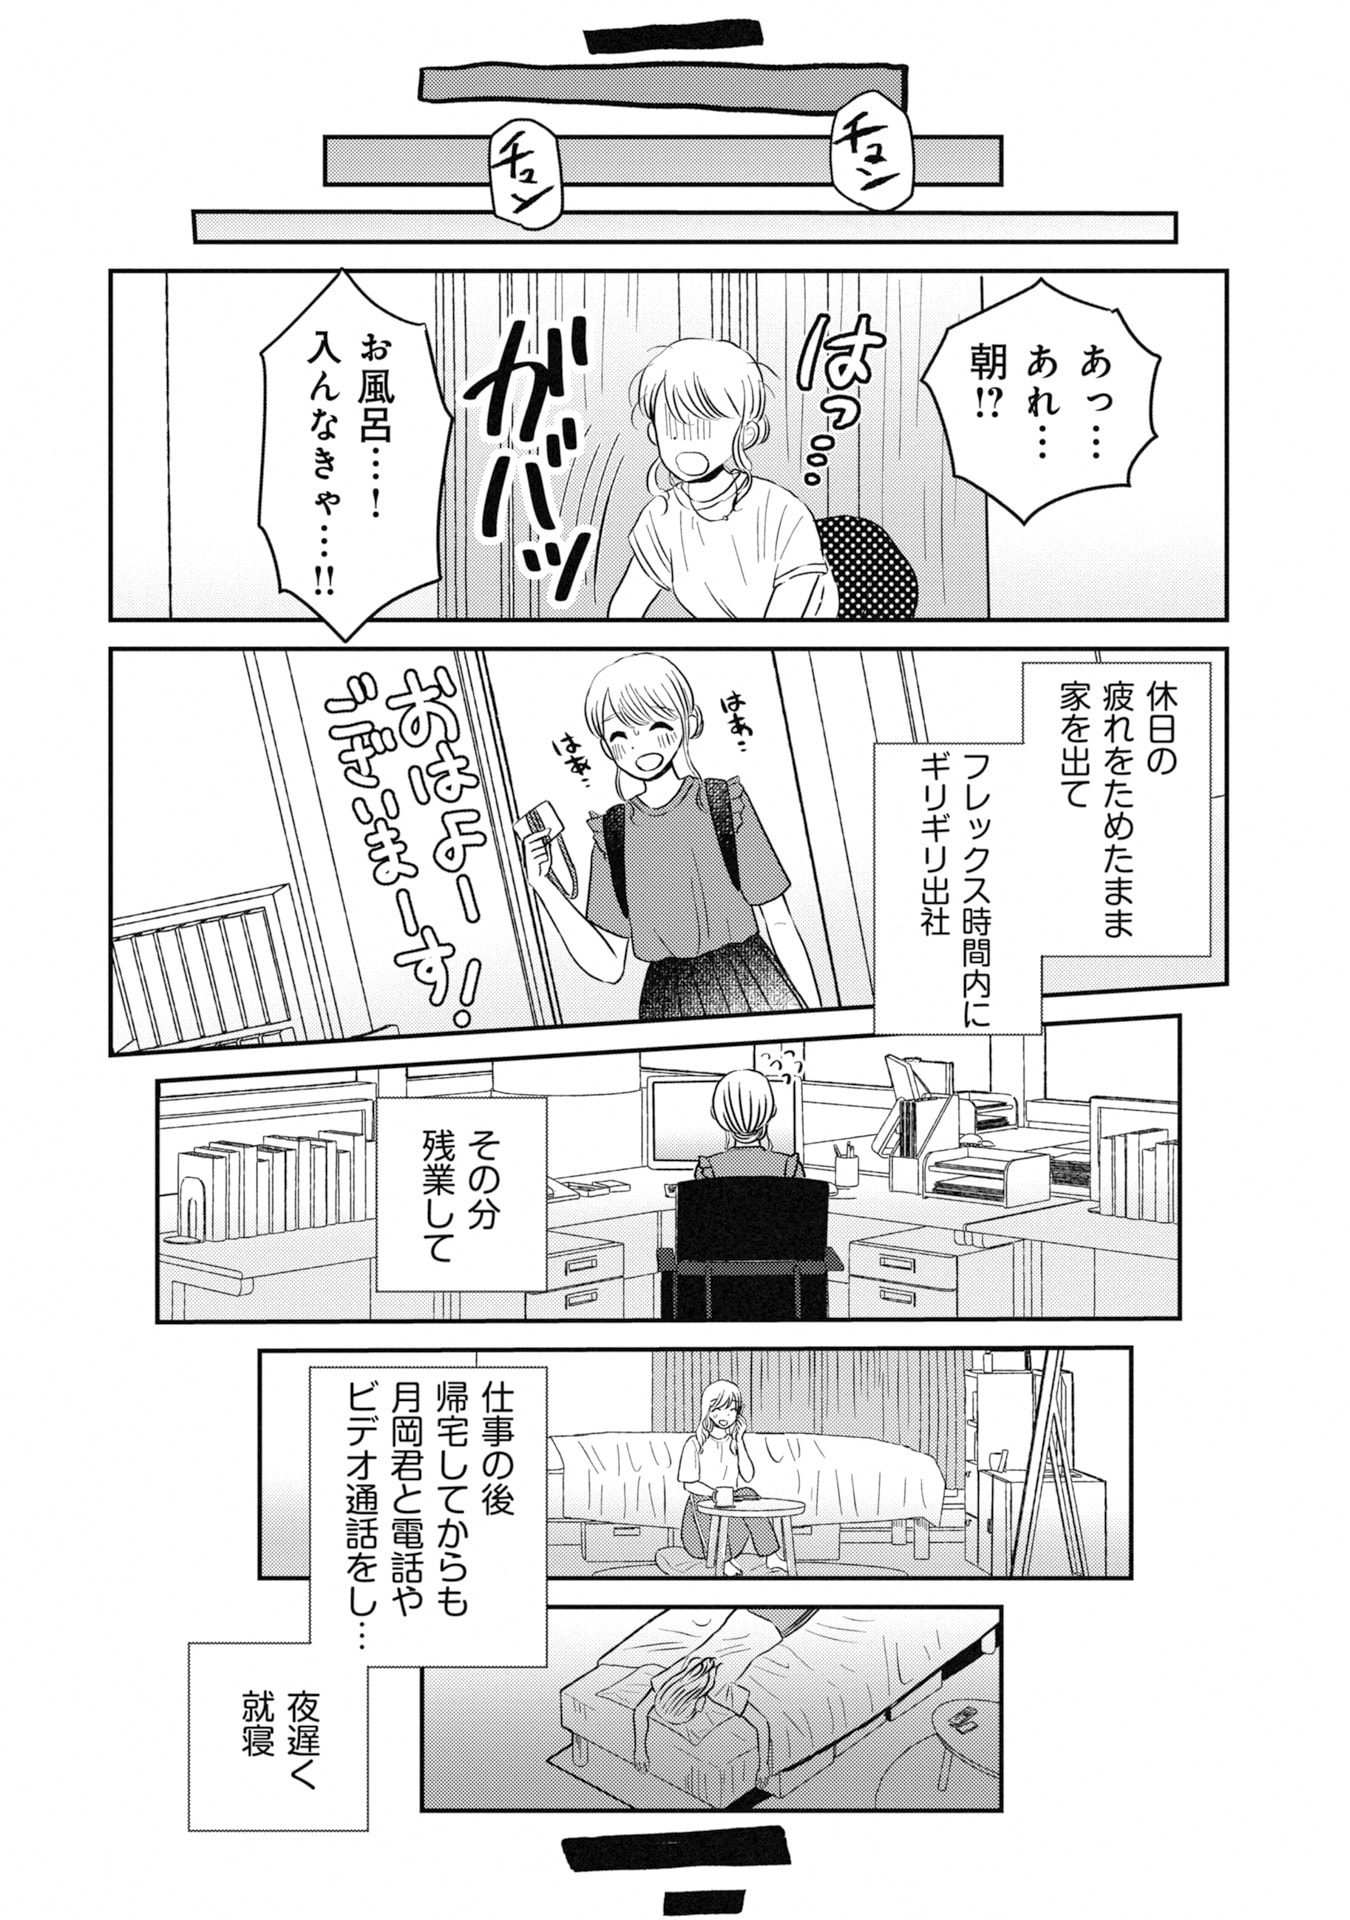 チュン
チュン
あっ…
あれ…
朝!?
はっ…
ガバッ
お風呂…！
入んなきゃ…!!
休日の
疲れをためたまま
家を出て
フレックス時間内に
ギリギリ出社
はぁ…
はぁ…
おはよー
ございまーす！
その分
残業して
仕事の後
帰宅してからも
月岡君と電話や
ビデオ通話をし…
夜遅く
就寝